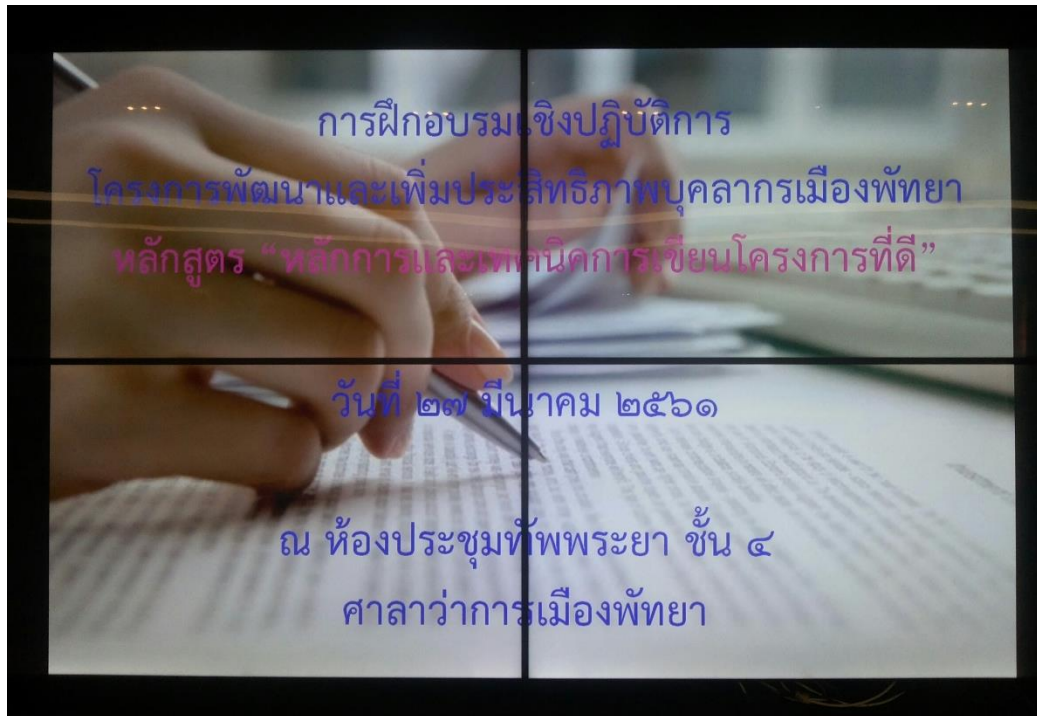 การฝึกอบรมเชิงปฏิบัติการ
โครงการพัฒนาและเพิ่มประสิทธิภาพบุคลากรเมืองพัทยา
หลักสูตร “หลักการและเทคนิคการเขียนโครงการที่ดี”
วันที่ ๒๗ มีนาคม ๒๕๖๑
ณ ห้องประชุมทัพพระยา ชั้น ๔
ศาลาว่าการเมืองพัทยา